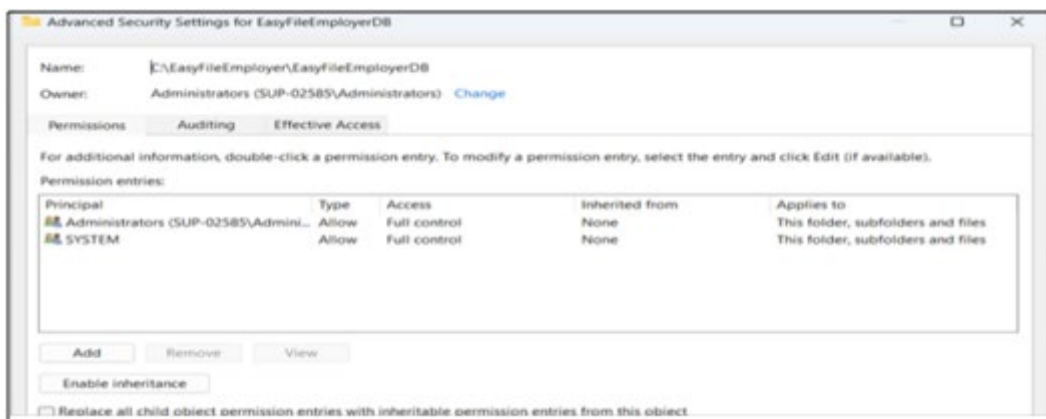 Advanced Security Settings for EasyFileEmployerDB
Name: C:\EasyFileEmployer\EasyFileEmployerDB
Owner: Administrators (SUP-02585\Administrators) Change
Permissions Auditing Effective Access
For additional information, double-click a permission entry. To modify a permission entry, select the entry and click Edit (if available).
Permission entries:
Principal Type Access Inherited from Applies to
Administrators (SUP-02585\Admini... Allow Full control None This folder, subfolders and files
SYSTEM Allow Full control None This folder, subfolders and files
Add Remove View
Enable inheritance
Replace all child object permission entries with inheritable permission entries from this object